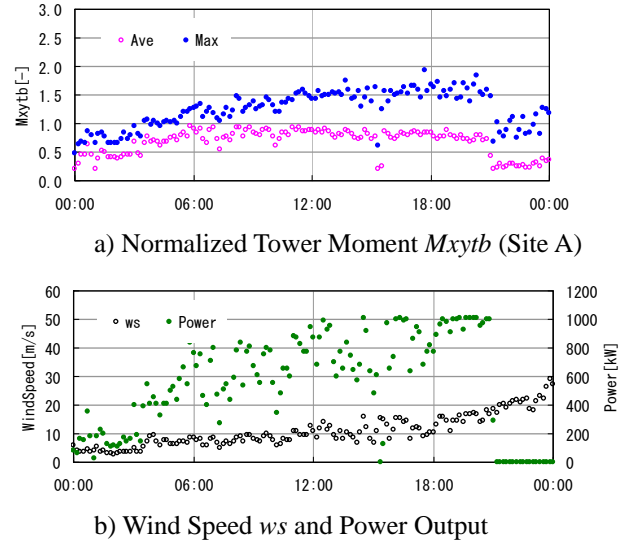 3.0
2.5
2.0
1.5
1.0
0.5
0.0
Mxytb[-]
Ave Max
00:00 06:00 12:00 18:00 00:00
a) Normalized Tower Moment Mxytb (Site A)
60
50
40
30
20
10
0
WindSpeed[m/s]
ws Power
1200
1000
800
600
400
200
0
Power[kW]
00:00 06:00 12:00 18:00 00:00
b) Wind Speed ws and Power Output